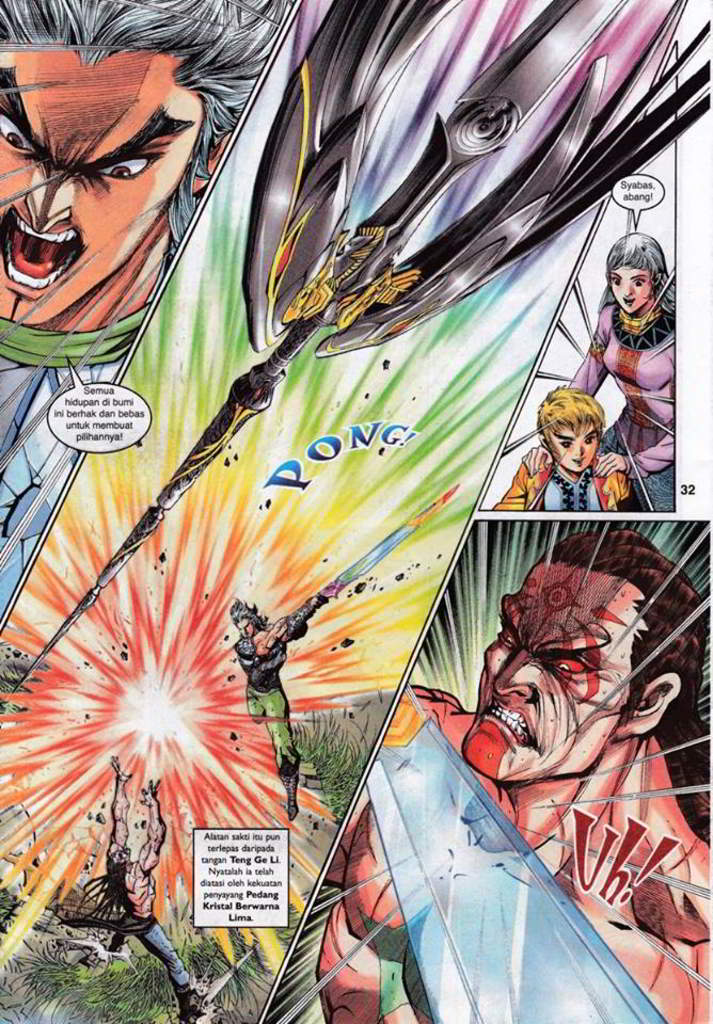 Semua
hidupan di bumi
ini berhak dan bebas
untuk membuat
pilihannya!
PONG!
Syabas,
abang!
32
Alatan sakti itu pun
terlepas daripada
tangan Teng Ge Li.
Nyatalah ia telah
diatasi oleh kekuatan
penyayang Pedang
Kristal Berwarna
Lima.
Uh!